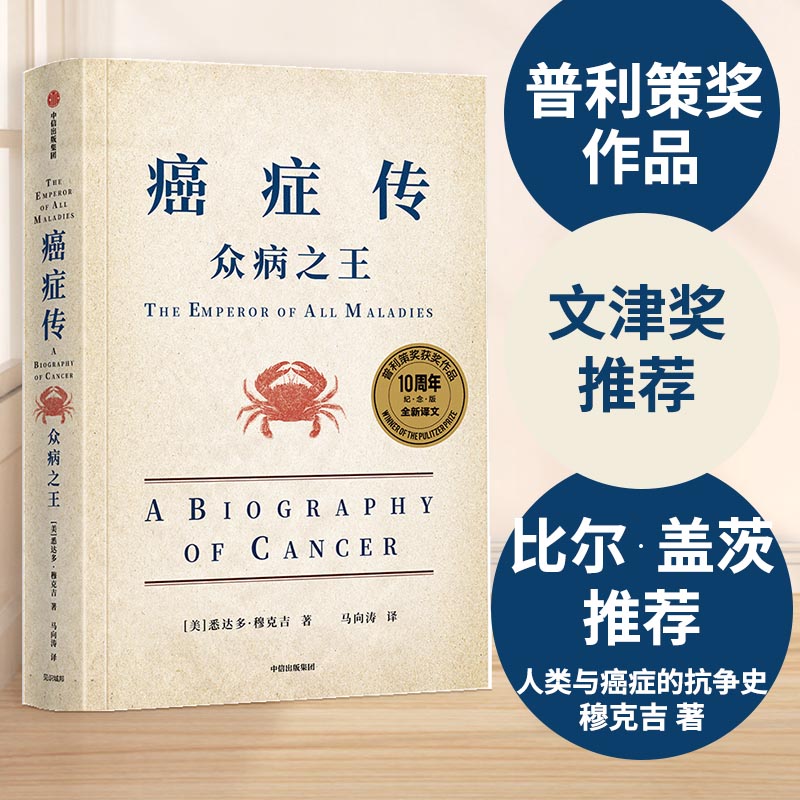 中信出版集团
THE
EMPEROR
OF ALL
MALADIES
癌症传
A
BIOGRAPHY
OF CANCER
众病之王
[美]悉达多·穆克吉 著
马向涛 译
见识城邦
癌症传
众病之王
THE EMPEROR OF ALL MALADIES
普利策奖获奖作品
10周年
纪·念·版
全新译文
WINNER OF THE PULITZER PRIZE
A BIOGRAPHY
OF CANCER
[美]悉达多·穆克吉 著 马向涛 译
中信出版集团
普利策奖
作品
文津奖
推荐
比尔·盖茨
推荐
人类与癌症的抗争史
穆克吉 著